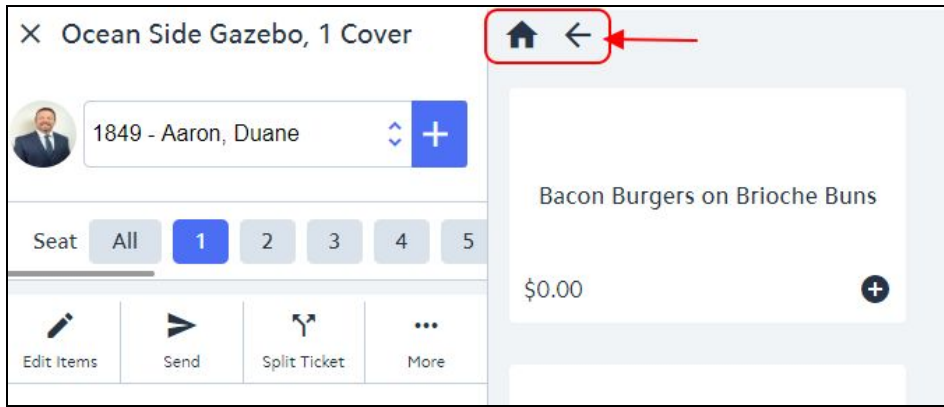 Ocean Side Gazebo, 1 Cover
1849 - Aaron, Duane
Seat All 1 2 3 4 5
Edit Items Send Split Ticket More
Bacon Burgers on Brioche Buns
$0.00